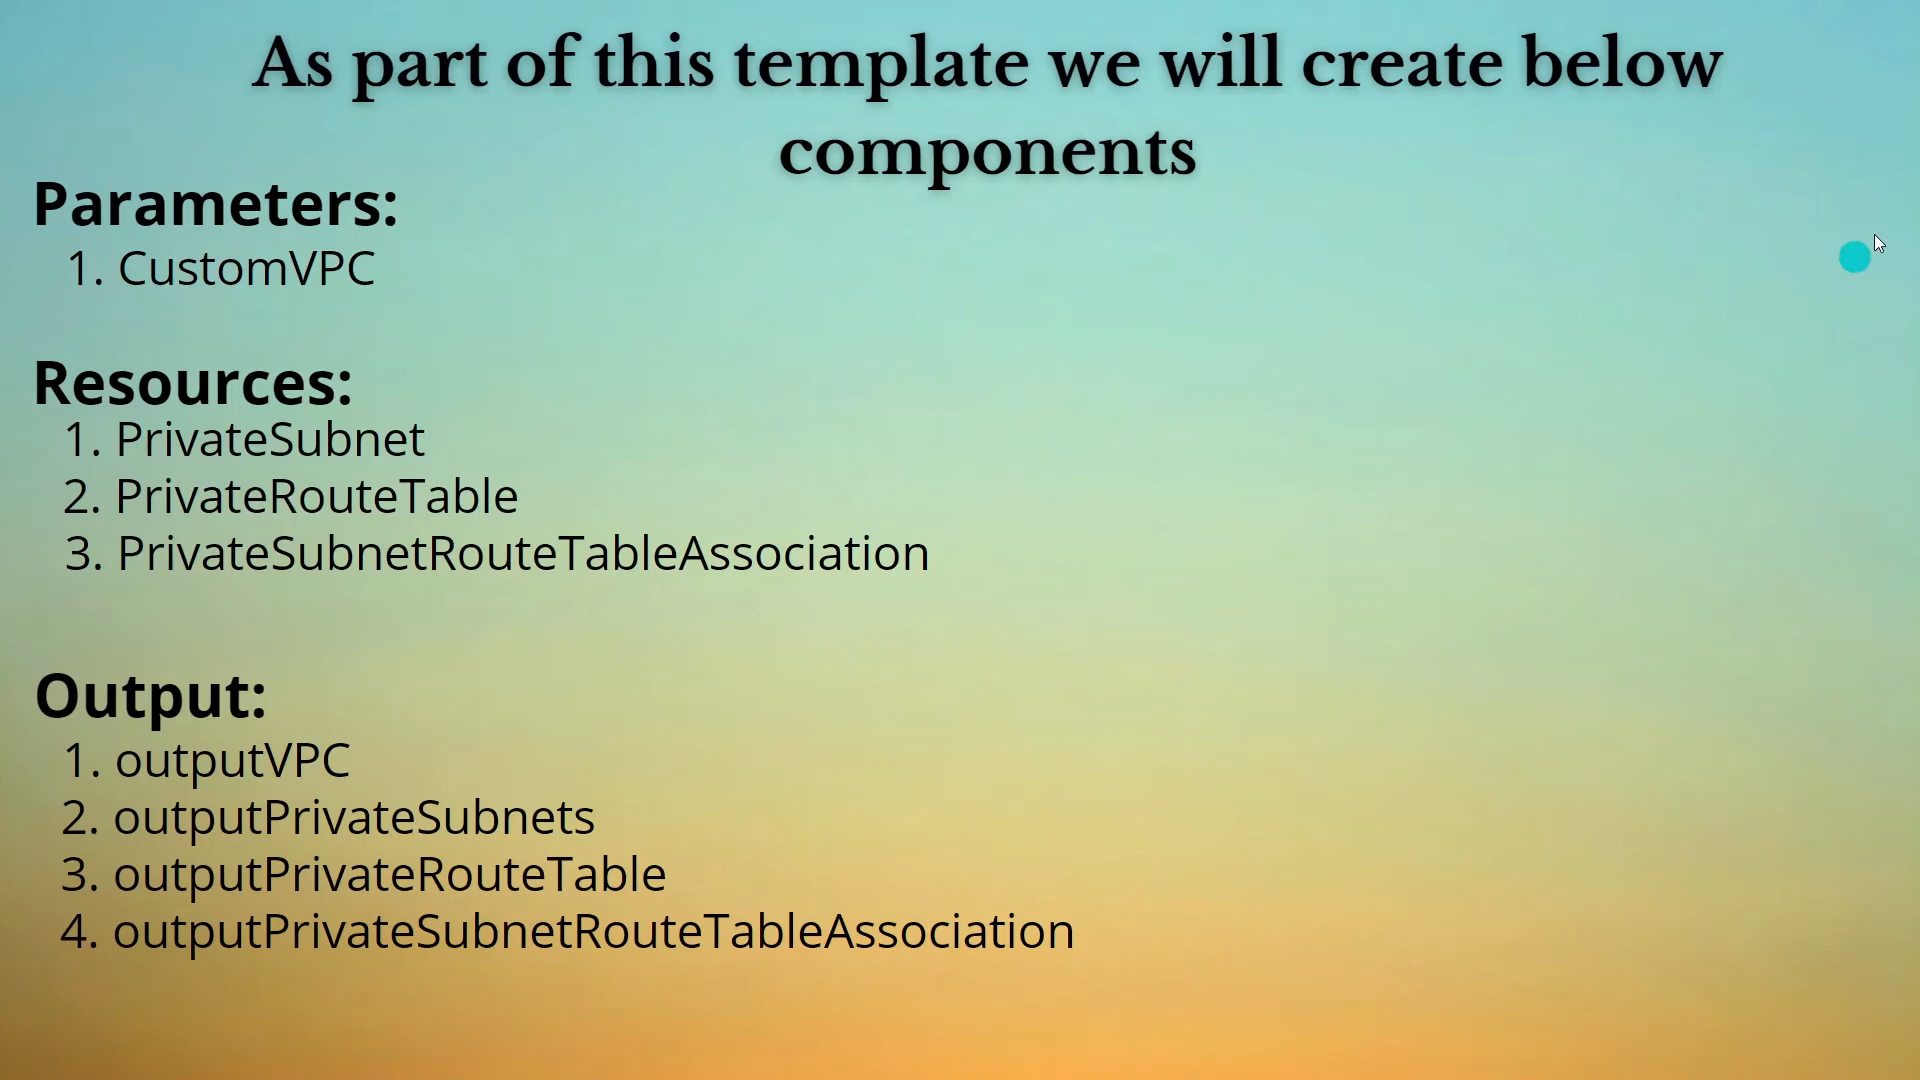 As part of this template we will create below
components
Parameters:
1. CustomVPC
Resources:
1. PrivateSubnet
2. PrivateRouteTable
3. PrivateSubnetRouteTableAssociation
Output:
1. outputVPC
2. outputPrivateSubnets
3. outputPrivateRouteTable
4. outputPrivateSubnetRouteTableAssociation